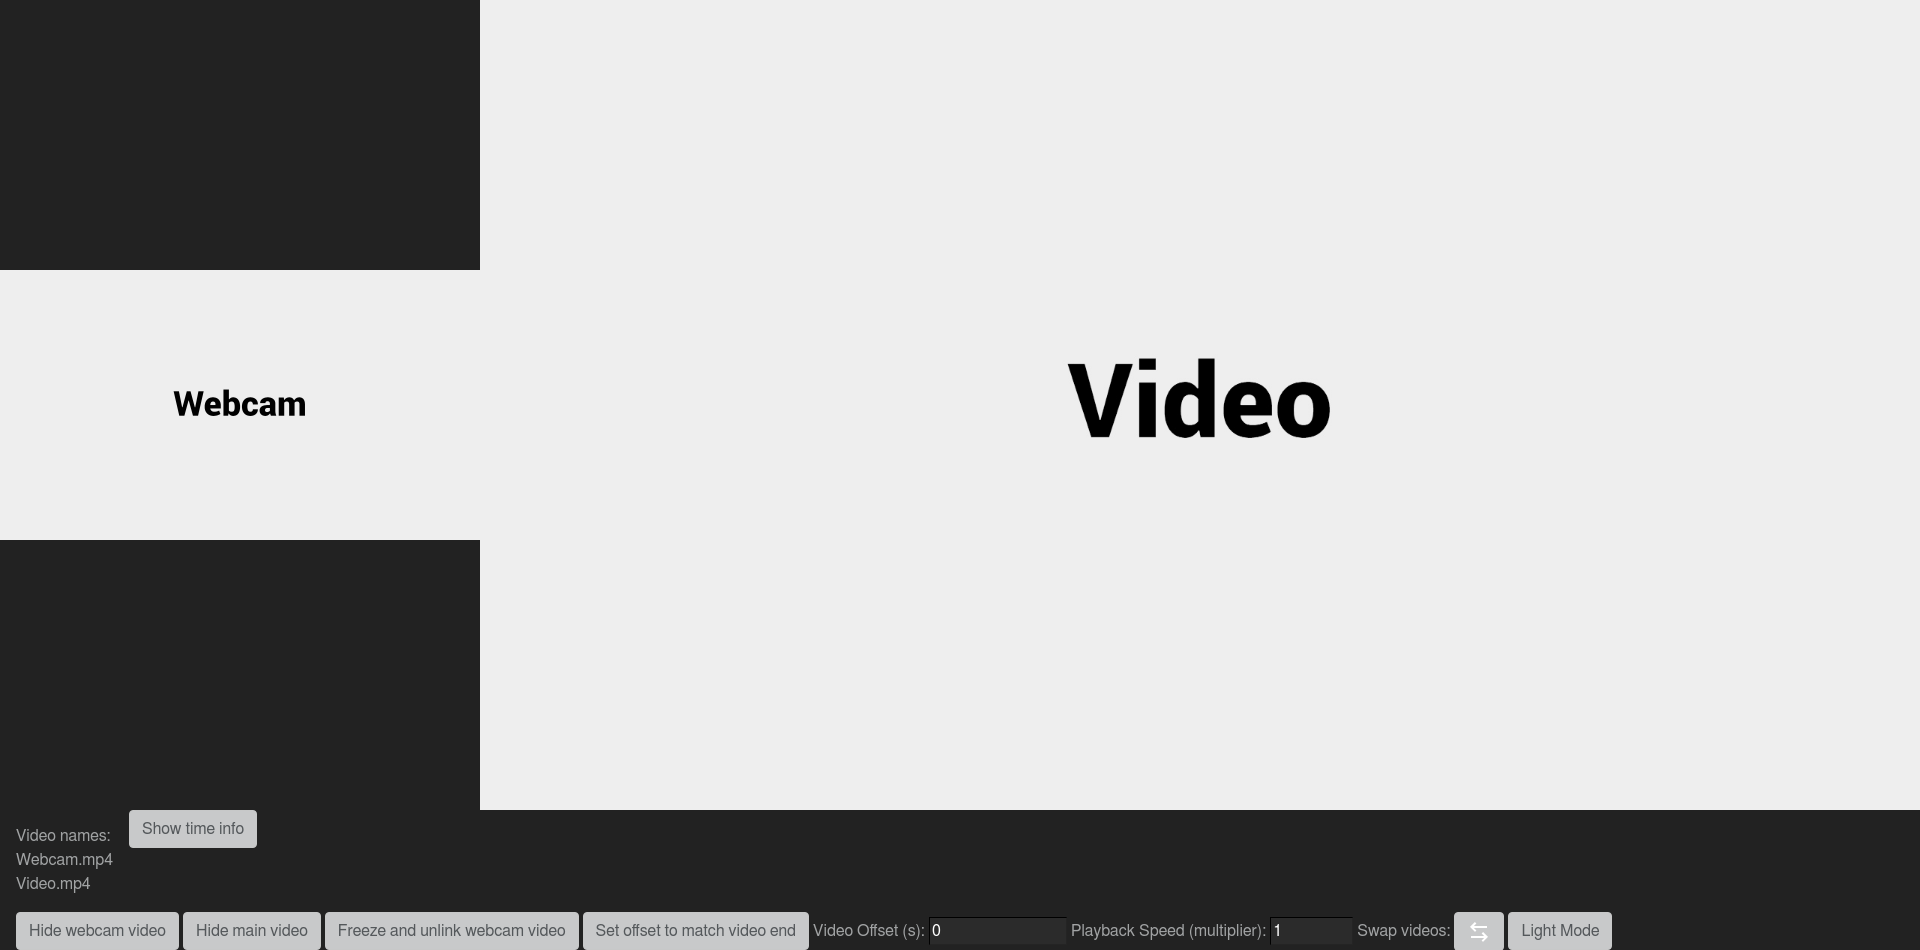 Webcam
Video
Video names:
Show time info
Webcam.mp4
Video.mp4
Hide webcam video Hide main video Freeze and unlink webcam video Set offset to match video end Video Offset (s): 0 Playback Speed (multiplier): 1 Swap videos: Light Mode